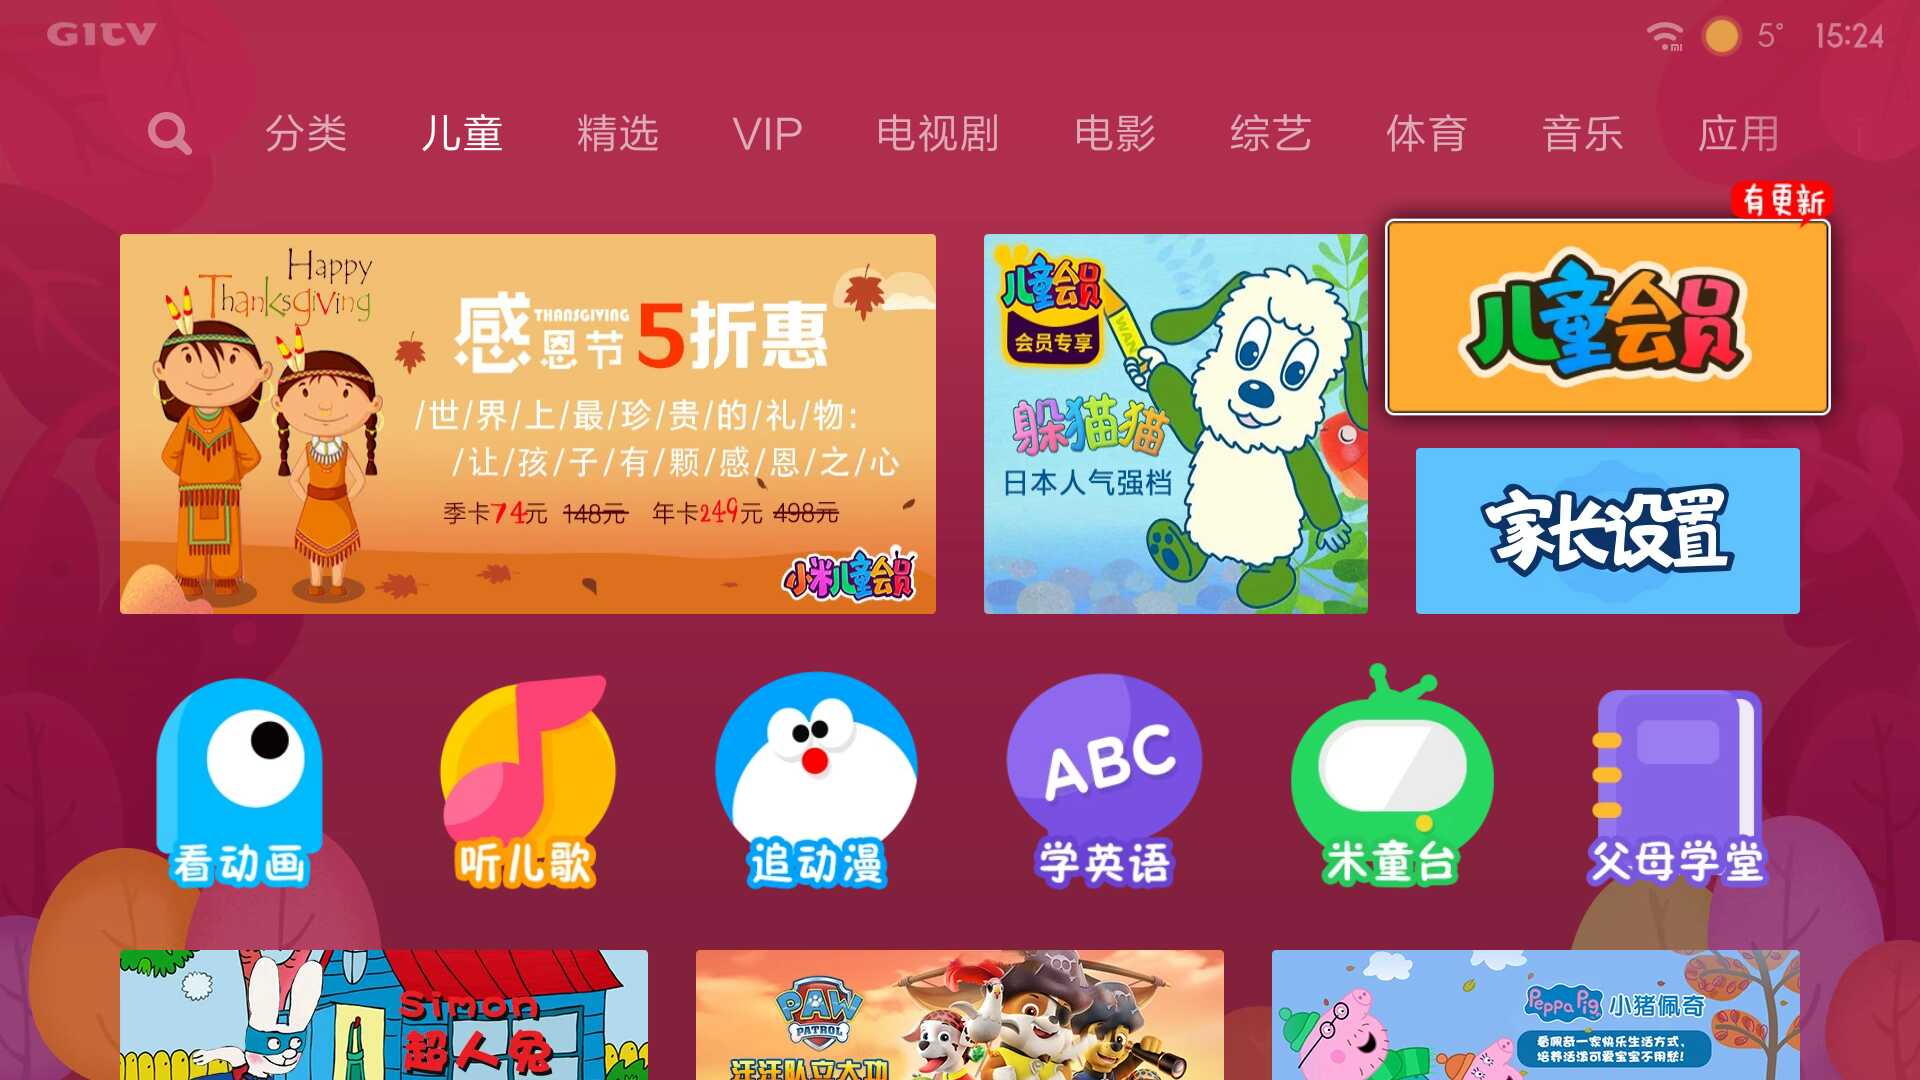 GITV
5°
15:24
分类
儿童
精选
VIP
电视剧
电影
综艺
体育
音乐
应用
有更新
Happy
Thanksgiving
感恩节
THANSGIVING
5折惠
/世/界/上/最/珍/贵/的/礼/物:
/让/孩/子/有/颗/感/恩/之/心
季卡74元 148元 年卡249元 498元
小米儿童会员
儿童会员
会员专享
WAN
躲猫猫
日本人气强档
儿童会员
家长设置
看动画
听儿歌
追动漫
ABC
学英语
米童台
父母学堂
Simon
超人兔
PAW
PATROL
汪汪队立大功
Peppa Pig 小猪佩奇
看佩奇一家快乐生活方式，
培养活泼可爱宝宝不用愁!